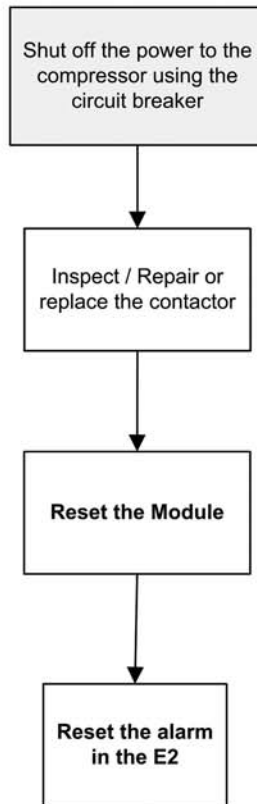 Shut off the power to the
compressor using the
circuit breaker
Inspect / Repair or
replace the contactor
Reset the Module
Reset the alarm
in the E2